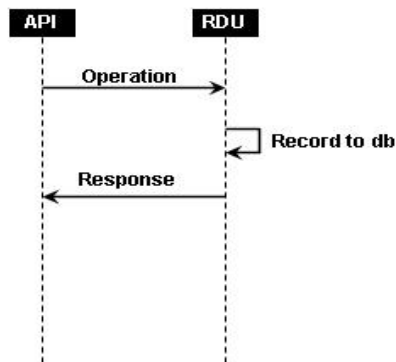 API
RDU
Operation
Record to db
Response